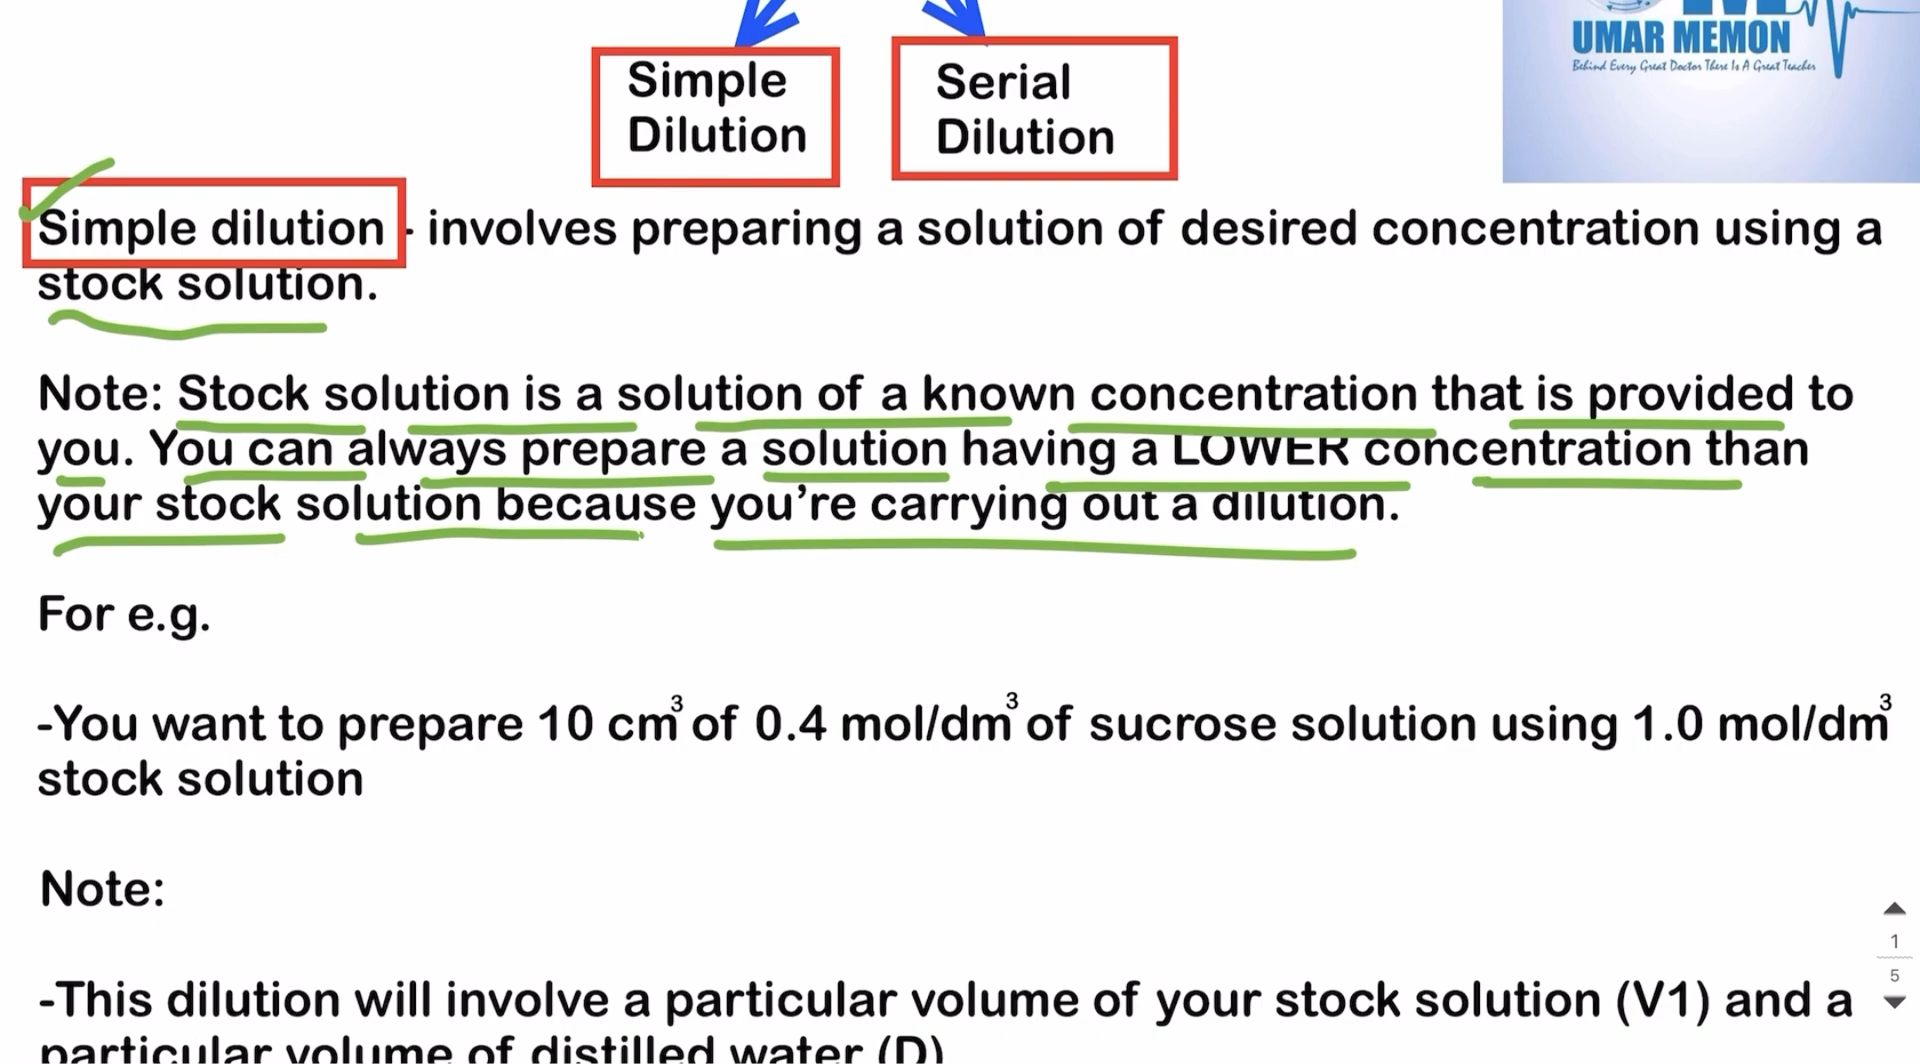 UMAR MEMON
Behind Every Great Doctor There Is A Great Teacher
Simple
Dilution
Serial
Dilution
Simple dilution - involves preparing a solution of desired concentration using a
stock solution.
Note: Stock solution is a solution of a known concentration that is provided to
you. You can always prepare a solution having a LOWER concentration than
your stock solution because you’re carrying out a dilution.
For e.g.
-You want to prepare 10 cm³ of 0.4 mol/dm³ of sucrose solution using 1.0 mol/dm³
stock solution
Note:
1
5
-This dilution will involve a particular volume of your stock solution (V1) and a
particular volume of distilled water (D)